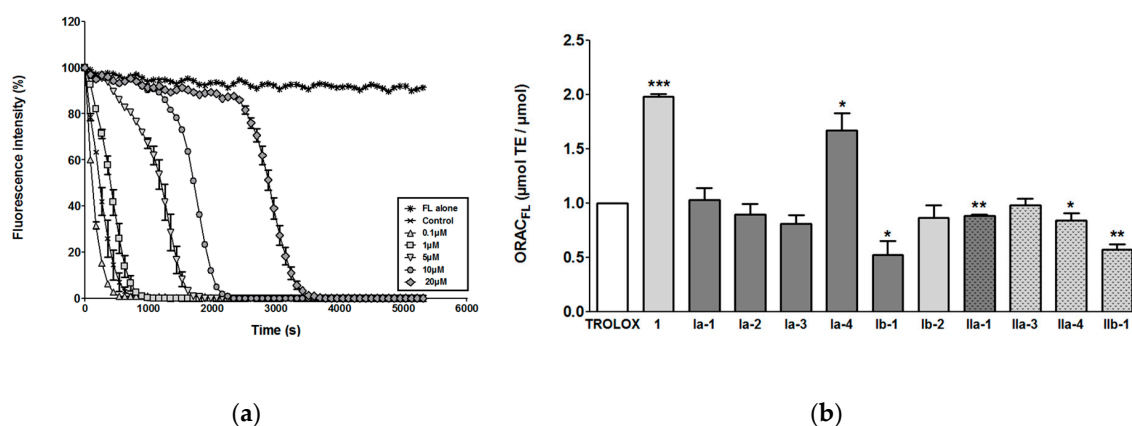 120
100
80
60
40
20
0
Fluorescence intensity (%)
0 1000 2000 3000 4000 5000 6000
Time (s)
FL alone
Control
0.1µM
1µM
5µM
10µM
20µM
(a)
2.5
2.0
1.5
1.0
0.5
0.0
ORACFL (µmol TE / µmol)
***
*
*
**
*
**
TROLOX 1 Ia-1 Ia-2 Ia-3 Ia-4 Ib-1 Ib-2 IIa-1 IIa-3 IIa-4 IIb-1
(b)